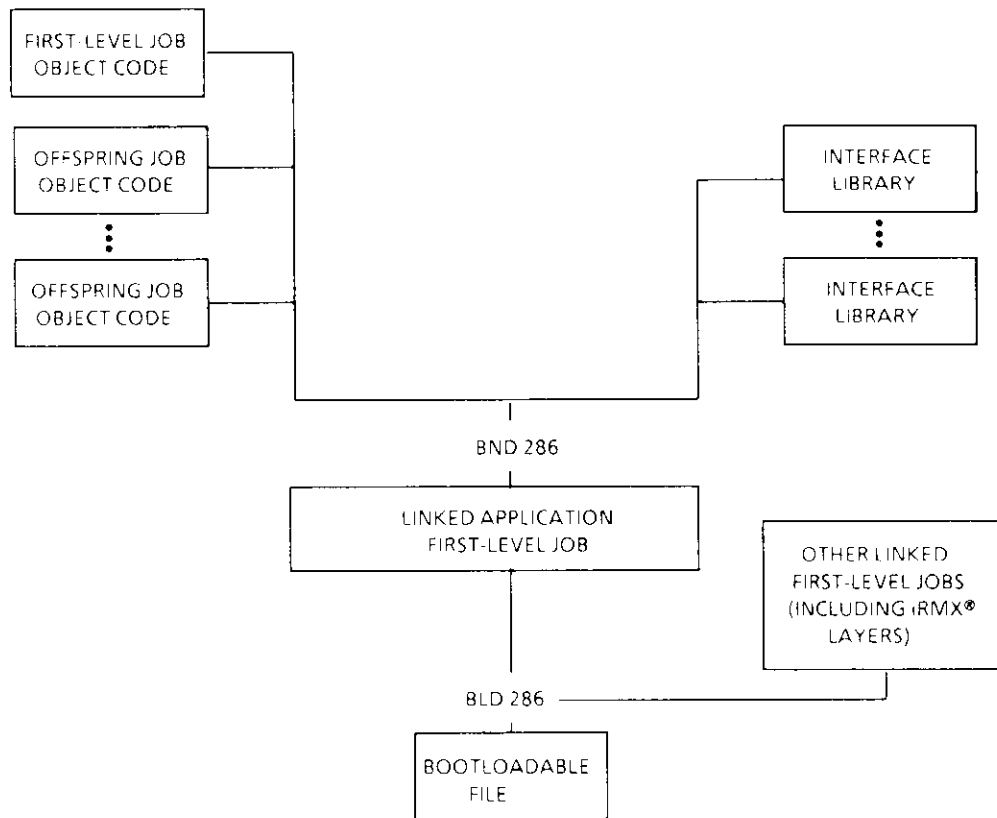 FIRST-LEVEL JOB
OBJECT CODE
OFFSPRING JOB
OBJECT CODE
OFFSPRING JOB
OBJECT CODE
INTERFACE
LIBRARY
INTERFACE
LIBRARY
BND 286
LINKED APPLICATION
FIRST-LEVEL JOB
OTHER LINKED
FIRST-LEVEL JOBS
(INCLUDING iRMX®
LAYERS)
BLD 286
BOOTLOADABLE
FILE